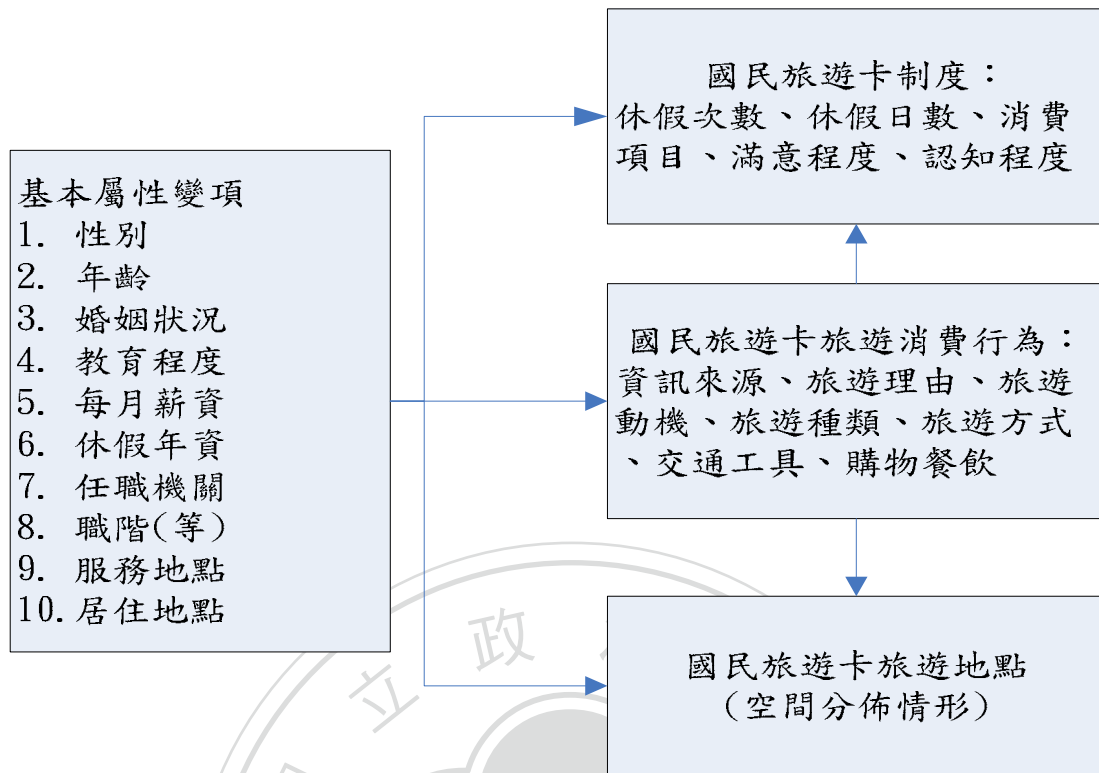 基本屬性變項
1. 性別
2. 年齡
3. 婚姻狀況
4. 教育程度
5. 每月薪資
6. 休假年資
7. 任職機關
8. 職階(等)
9. 服務地點
10. 居住地點
國民旅遊卡制度：
休假次數、休假日數、消費
項目、滿意程度、認知程度
國民旅遊卡旅遊消費行為：
資訊來源、旅遊理由、旅遊
動機、旅遊種類、旅遊方式
、交通工具、購物餐飲
國民旅遊卡旅遊地點
(空間分佈情形)
立政